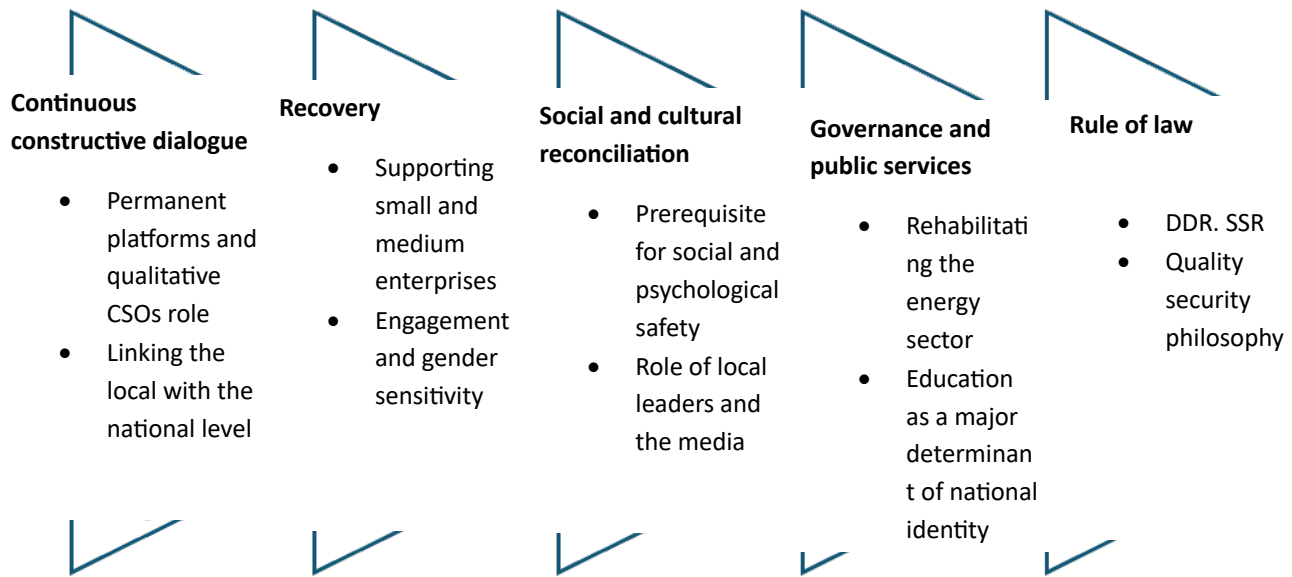 Continuous
constructive dialogue
• Permanent
platforms and
qualitative
CSOs role
• Linking the
local with the
national level
Recovery
• Supporting
small and
medium
enterprises
• Engagement
and gender
sensitivity
Social and cultural
reconciliation
• Prerequisite
for social and
psychological
safety
• Role of local
leaders and
the media
Governance and
public services
• Rehabilitati
ng the
energy
sector
• Education
as a major
determinan
t of national
identity
Rule of law
• DDR. SSR
• Quality
security
philosophy